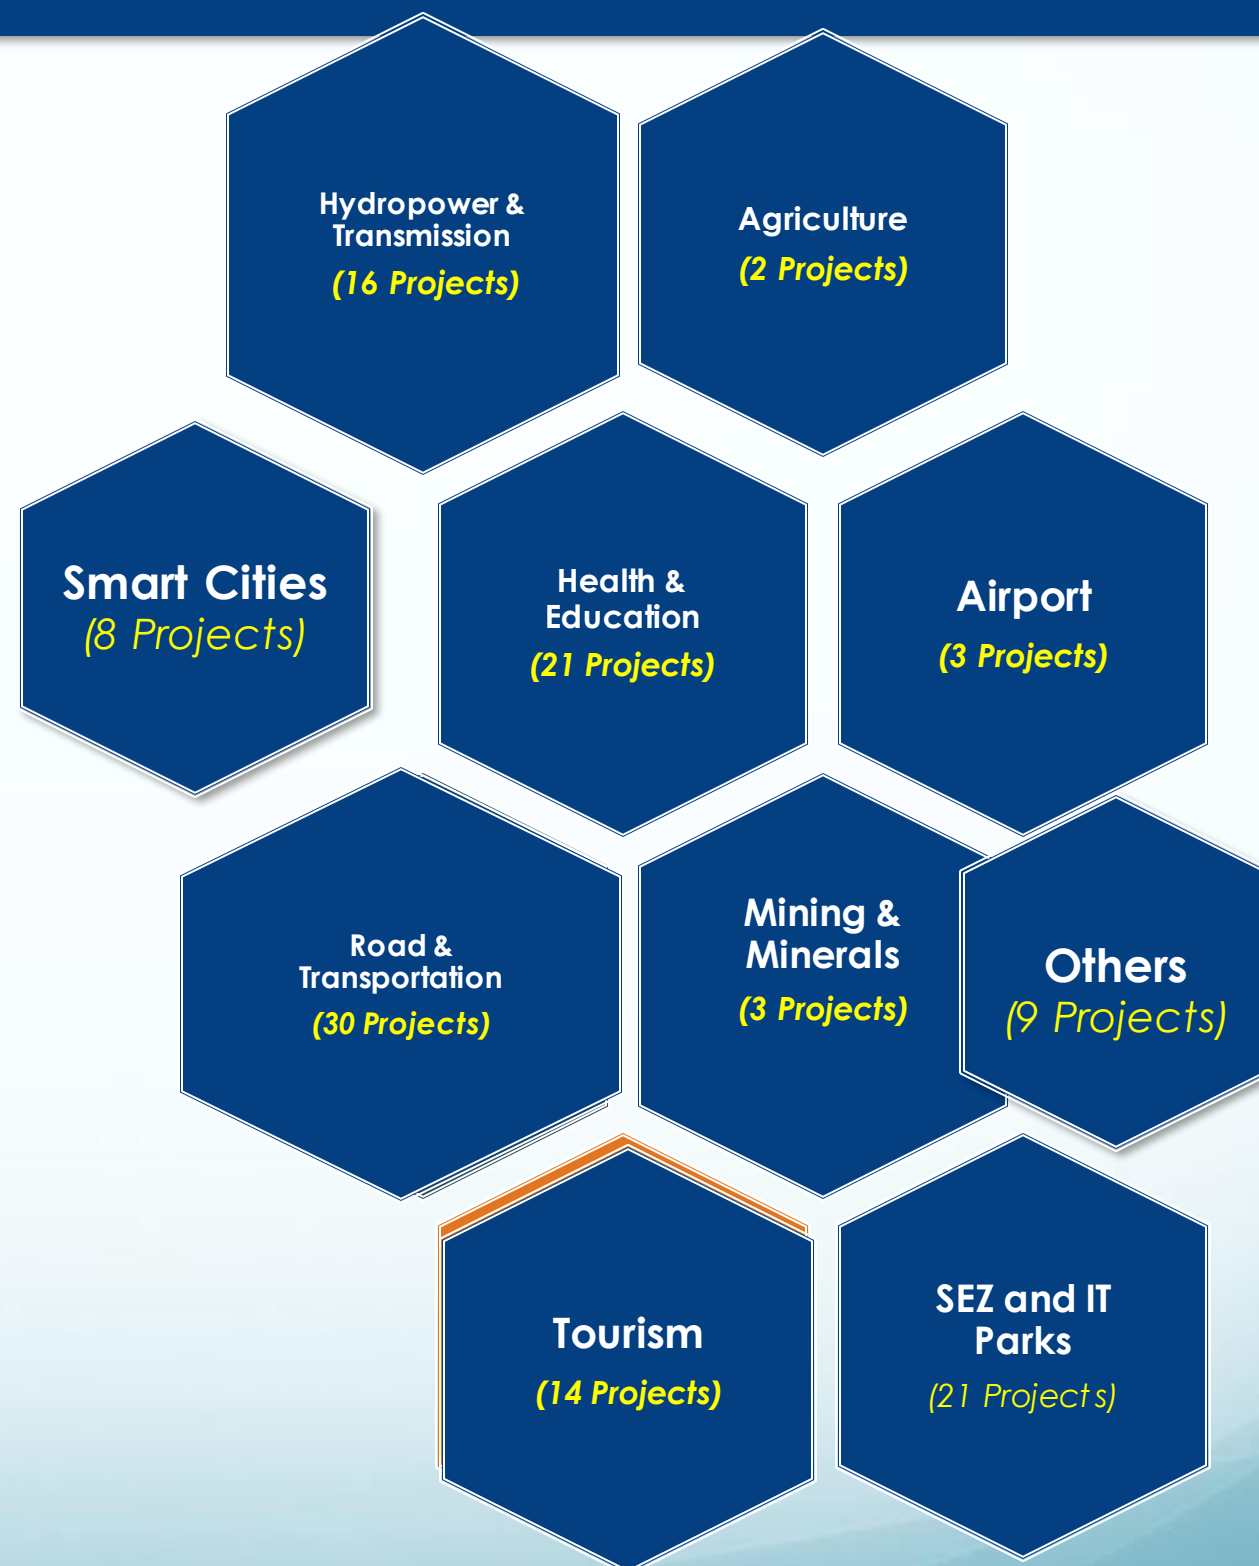 Hydropower &
Transmission
(16 Projects)
Agriculture
(2 Projects)
Smart Cities
(8 Projects)
Health &
Education
(21 Projects)
Airport
(3 Projects)
Road &
Transportation
(30 Projects)
Mining &
Minerals
(3 Projects)
Others
(9 Projects)
Tourism
(14 Projects)
SEZ and IT
Parks
(21 Projects)